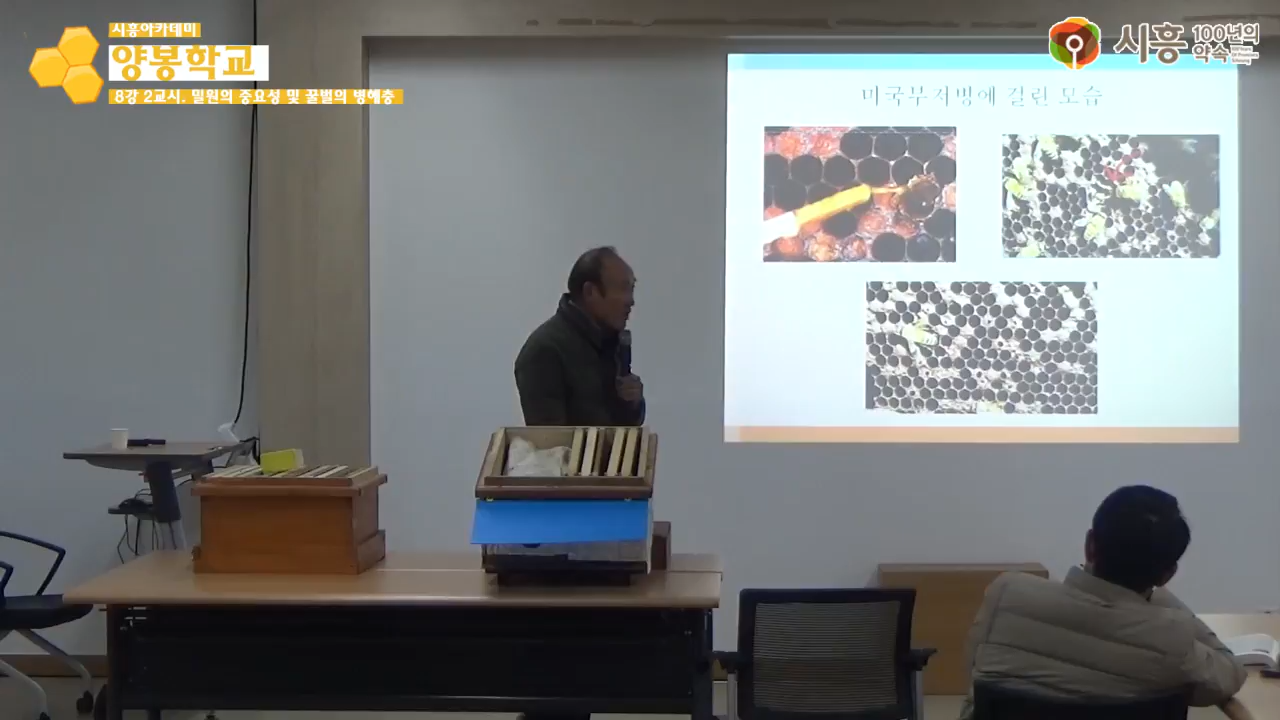 시흥아카데미
양봉학교
8강 2교시. 밀원의 중요성 및 꿀벌의 병해충
시흥 100년의 약속
미국부저병에 걸린 모습